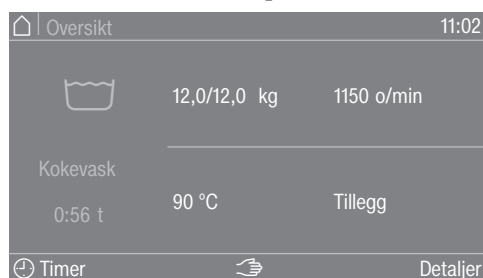 Oversikt 11:02
12,0/12,0 kg 1150 o/min
Kokevask
0:56 t
90 °C Tillegg
Timer Detaljer